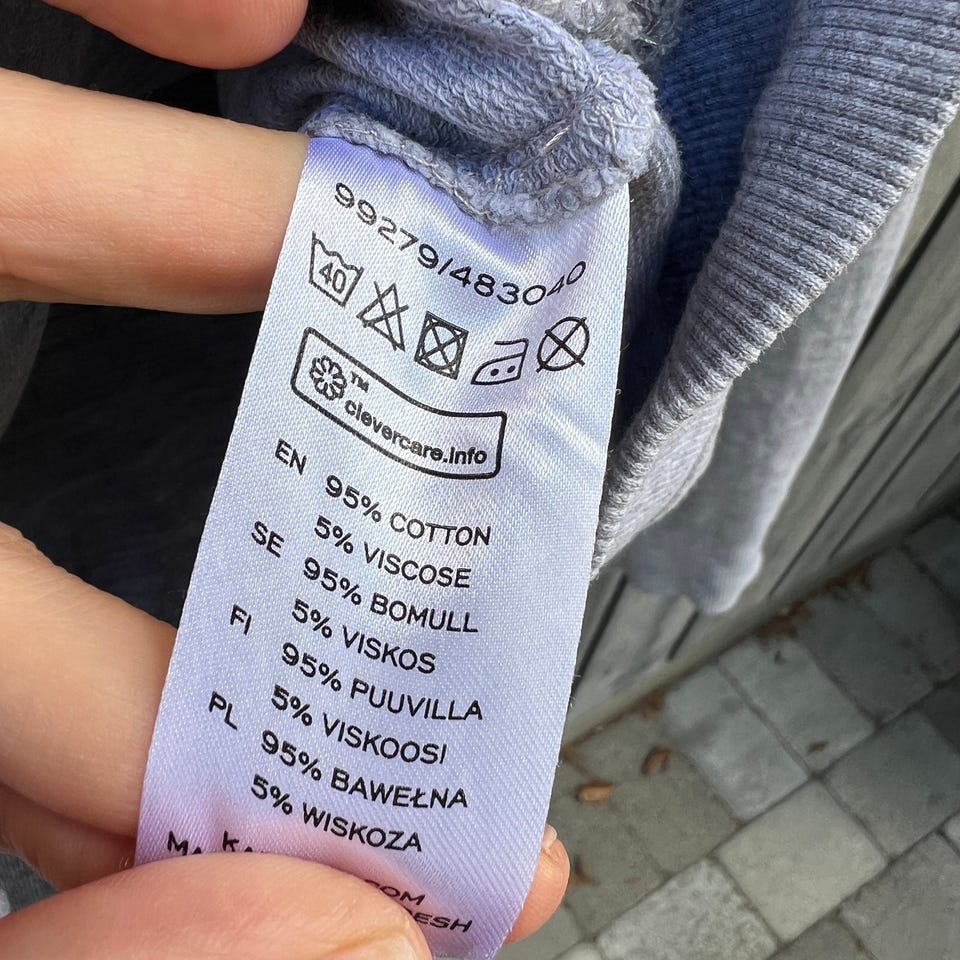 99279/483040
40
™
clevercare.info
EN 95% COTTON
5% VISCOSE
SE 95% BOMULL
5% VISKOS
FI 95% PUUVILLA
5% VISKOOSI
PL 95% BAWEŁNA
5% WISKOZA